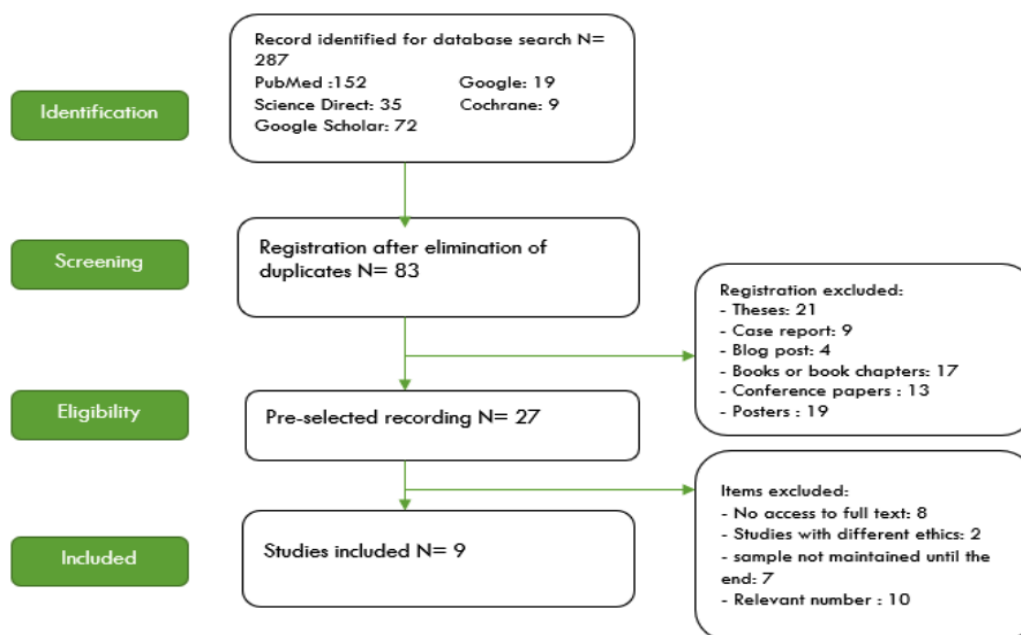 Record identified for database search N=
287
PubMed :152 Google: 19
Science Direct: 35 Cochrane: 9
Google Scholar: 72
Identification
Registration after elimination of
duplicates N= 83
Screening
Registration excluded:
- Theses: 21
- Case report: 9
- Blog post: 4
- Books or book chapters: 17
- Conference papers : 13
- Posters : 19
Eligibility
Pre-selected recording N= 27
Items excluded:
- No access to full text: 8
- Studies with different ethics: 2
- sample not maintained until the
end: 7
- Relevant number : 10
Included
Studies included N= 9